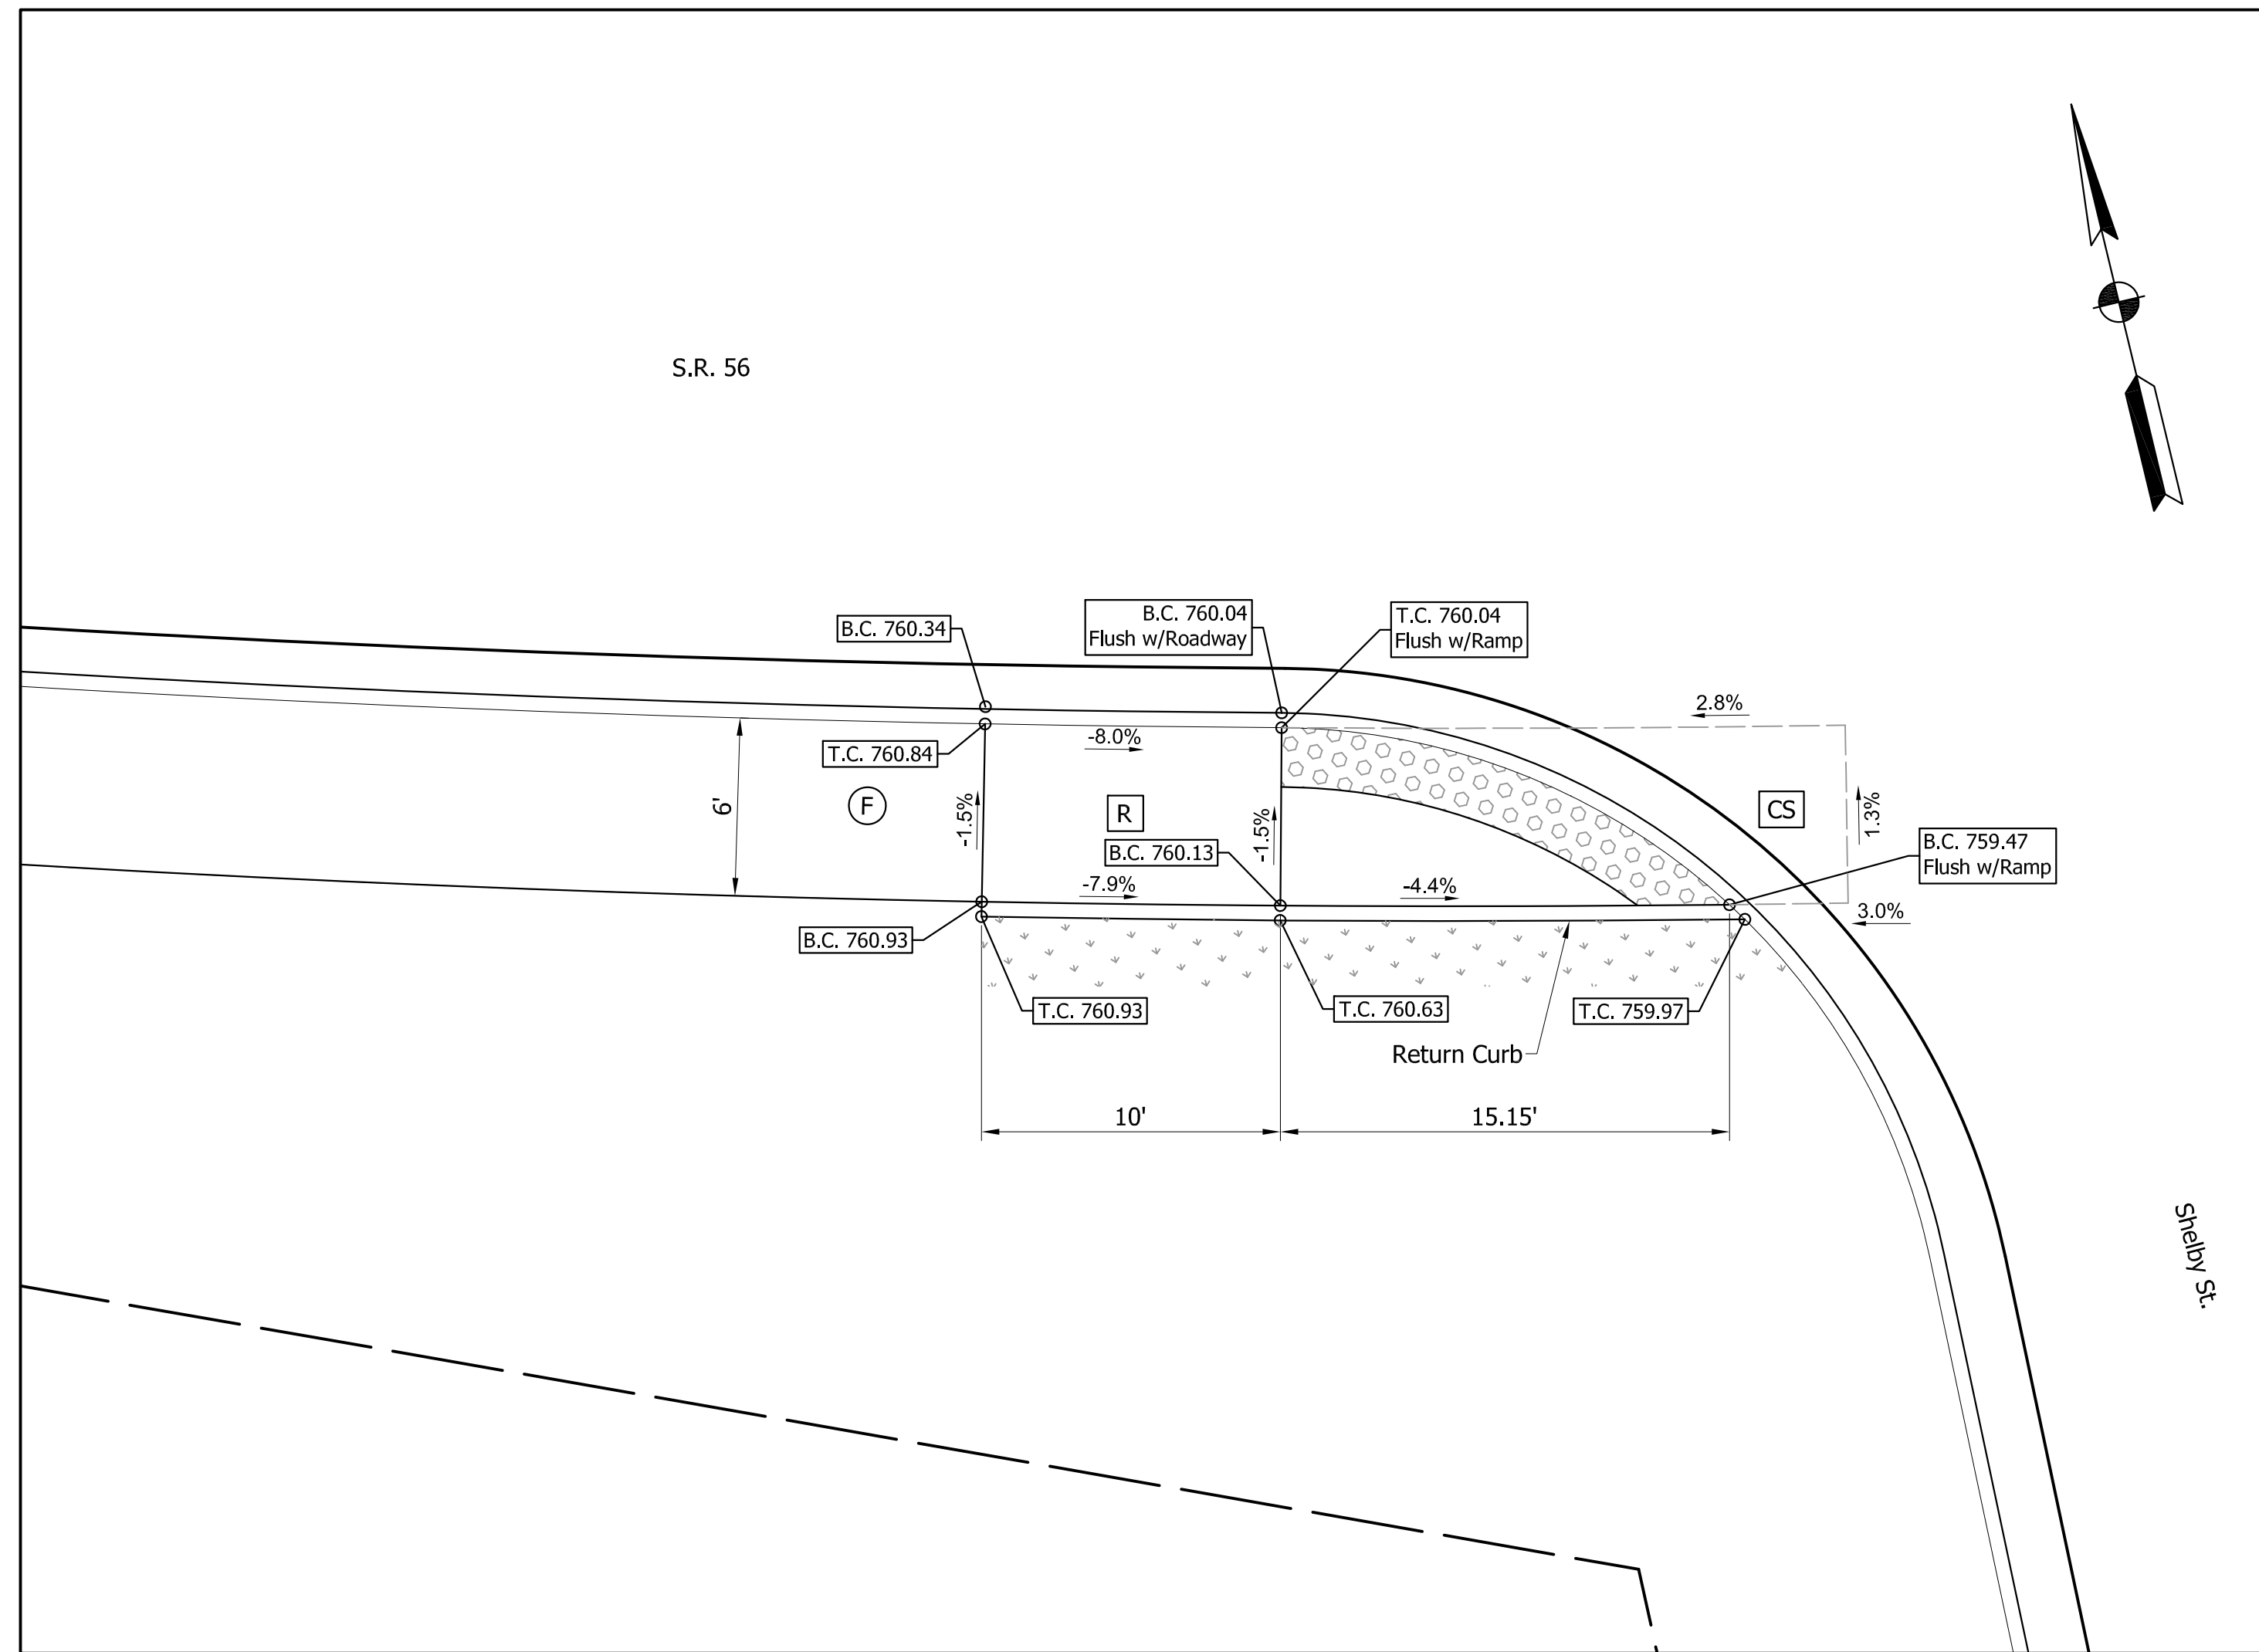 S.R. 56
B.C. 760.34
B.C. 760.04
Flush w/Roadway
T.C. 760.04
Flush w/Ramp
2.8%
T.C. 760.84
-8.0%
6'
F
-1.5%
R
-1.5%
CS
1.3%
B.C. 760.13
B.C. 759.47
Flush w/Ramp
-7.9%
-4.4%
3.0%
B.C. 760.93
T.C. 760.93
T.C. 760.63
T.C. 759.97
Return Curb
10'
15.15'
Shelby St.